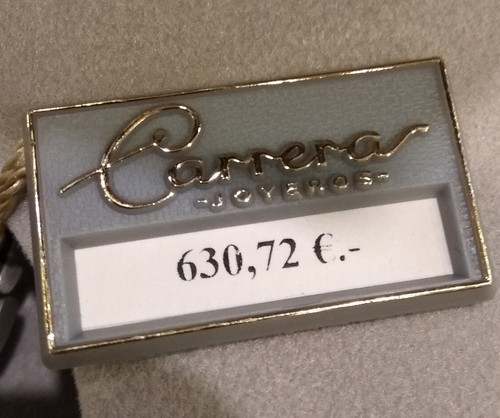 Carrera
-JOYEROS-
630,72 €.-